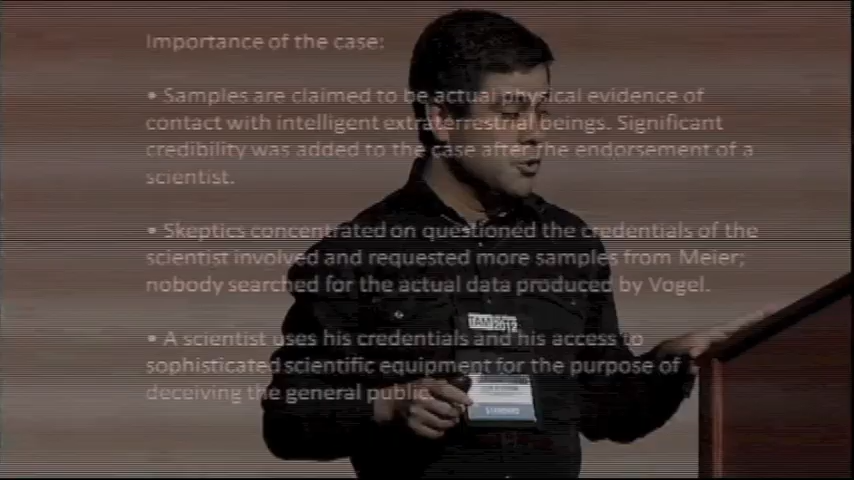 Importance of the case:
• Samples are claimed to be actual physical evidence of
contact with intelligent extraterrestrial beings. Significant
credibility was added to the case after the endorsement of a
scientist.
• Skeptics concentrated on questioned the credentials of the
scientist involved and requested more samples from Meier;
nobody searched for the actual data produced by Vogel.
• A scientist uses his credentials and his access to
sophisticated scientific equipment for the purpose of
deceiving the general public.
TAM2012